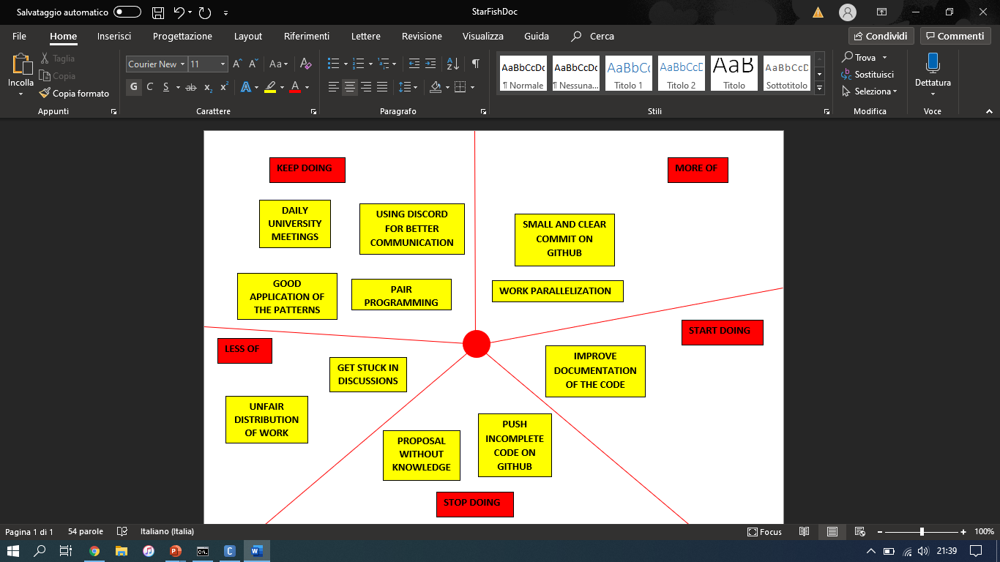 Salvataggio automatico
StarFishDoc
File Home Inserisci Progettazione Layout Riferimenti Lettere Revisione Visualizza Guida Cerca
Condividi Commenti
Incolla
Taglia
Copia
Copia formato
Appunti
Courier New 11
Aa
G C S ab x₂ x²
A A
Carattere
Paragrafo
AaBbCcDc AaBbCcDc AaBbCc AaBbCcD AaB AaBbCcD
¶ Normale ¶ Nessuna... Titolo 1 Titolo 2 Titolo Sottotitolo
Stili
Trova
Sostituisci
Seleziona
Modifica
Dettatura
Voce
KEEP DOING
DAILY
UNIVERSITY
MEETINGS
USING DISCORD
FOR BETTER
COMMUNICATION
GOOD
APPLICATION OF
THE PATTERNS
PAIR
PROGRAMMING
MORE OF
SMALL AND CLEAR
COMMIT ON
GITHUB
WORK PARALLELIZATION
LESS OF
GET STUCK IN
DISCUSSIONS
UNFAIR
DISTRIBUTION
OF WORK
START DOING
IMPROVE
DOCUMENTATION
OF THE CODE
PROPOSAL
WITHOUT
KNOWLEDGE
PUSH
INCOMPLETE
CODE ON
GITHUB
STOP DOING
Pagina 1 di 1 54 parole Italiano (Italia)
Focus
100%
21:39